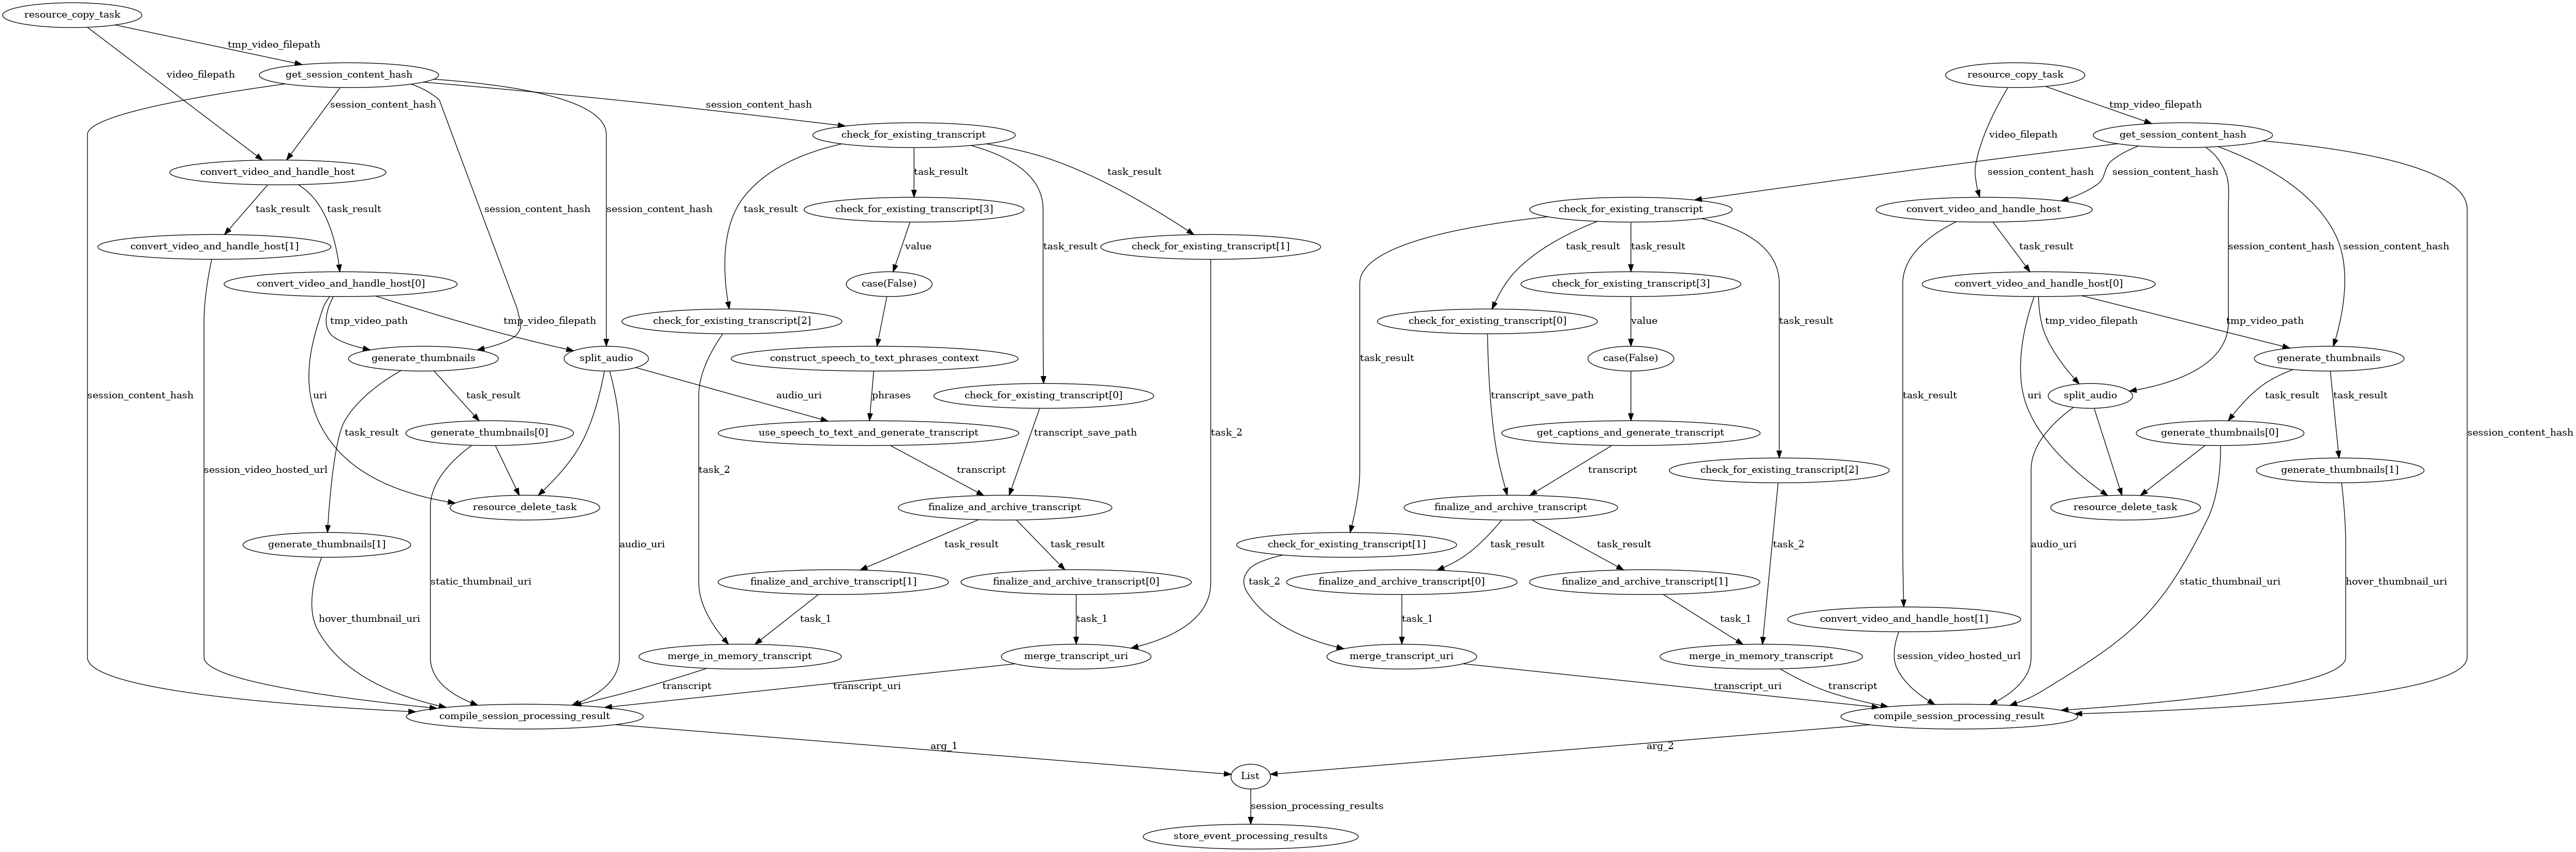 resource_copy_task
tmp_video_filepath
video_filepath
get_session_content_hash
resource_copy_task
session_content_hash
session_content_hash
tmp_video_filepath
check_for_existing_transcript
video_filepath
get_session_content_hash
convert_video_and_handle_host
task_result
task_result
session_content_hash
session_content_hash
task_result
task_result
session_content_hash
session_content_hash
task_result
check_for_existing_transcript[3]
check_for_existing_transcript
convert_video_and_handle_host
convert_video_and_handle_host[1]
value
task_result
check_for_existing_transcript[1]
task_result
task_result
task_result
session_content_hash
session_content_hash
convert_video_and_handle_host[0]
case(False)
check_for_existing_transcript[3]
convert_video_and_handle_host[0]
tmp_video_path
tmp_video_filepath
check_for_existing_transcript[2]
check_for_existing_transcript[0]
value
task_result
tmp_video_filepath
tmp_video_path
generate_thumbnails
split_audio
construct_speech_to_text_phrases_context
task_result
case(False)
generate_thumbnails
session_content_hash
uri
task_result
audio_uri
phrases
check_for_existing_transcript[0]
transcript_save_path
task_result
uri
split_audio
task_result
task_result
task_result
generate_thumbnails[0]
use_speech_to_text_and_generate_transcript
transcript_save_path
task_2
get_captions_and_generate_transcript
generate_thumbnails[0]
session_content_hash
session_video_hosted_url
task_2
transcript
transcript
check_for_existing_transcript[2]
generate_thumbnails[1]
resource_delete_task
finalize_and_archive_transcript
finalize_and_archive_transcript
resource_delete_task
generate_thumbnails[1]
audio_uri
task_result
task_result
check_for_existing_transcript[1]
task_result
task_result
task_2
audio_uri
static_thumbnail_uri
finalize_and_archive_transcript[1]
finalize_and_archive_transcript[0]
task_2
finalize_and_archive_transcript[0]
finalize_and_archive_transcript[1]
static_thumbnail_uri
hover_thumbnail_uri
hover_thumbnail_uri
task_1
task_1
task_1
task_1
convert_video_and_handle_host[1]
merge_in_memory_transcript
merge_transcript_uri
merge_transcript_uri
merge_in_memory_transcript
session_video_hosted_url
transcript
transcript_uri
transcript_uri
transcript
compile_session_processing_result
compile_session_processing_result
arg_1
arg_2
List
session_processing_results
store_event_processing_results